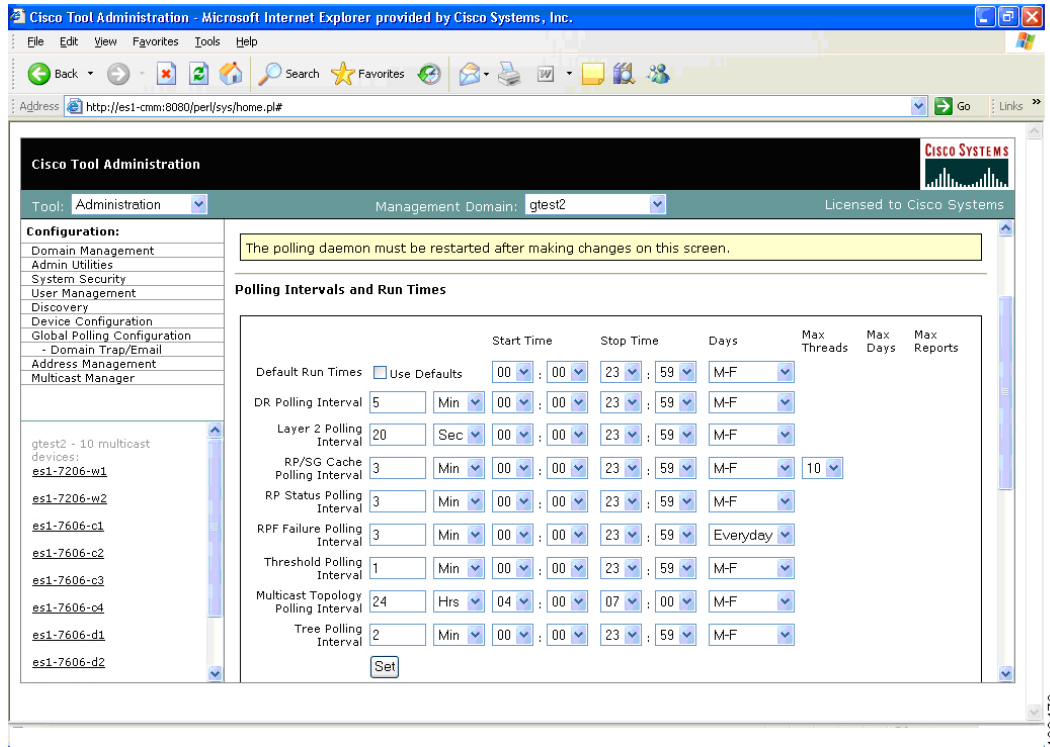 Cisco Tool Administration - Microsoft Internet Explorer provided by Cisco Systems, Inc.
File Edit View Favorites Tools Help
Back Search Favorites
Address http://es1-cmm:8080/perl/sys/home.pl# Go Links »
Cisco Tool Administration
CISCO SYSTEMS
Tool: Administration Management Domain: gtest2 Licensed to Cisco Systems
Configuration:
Domain Management
Admin Utilities
System Security
User Management
Discovery
Device Configuration
Global Polling Configuration
- Domain Trap/Email
Address Management
Multicast Manager
gtest2 - 10 multicast
devices:
es1-7206-w1
es1-7206-w2
es1-7606-c1
es1-7606-c2
es1-7606-c3
es1-7606-c4
es1-7606-d1
es1-7606-d2
The polling daemon must be restarted after making changes on this screen.
Polling Intervals and Run Times
Start Time Stop Time Days Max Threads Max Days Max Reports
Default Run Times Use Defaults 00 : 00 23 : 59 M-F
DR Polling Interval 5 Min 00 : 00 23 : 59 M-F
Layer 2 Polling Interval 20 Sec 00 : 00 23 : 59 M-F
RP/SG Cache Polling Interval 3 Min 00 : 00 23 : 59 M-F 10
RP Status Polling Interval 3 Min 00 : 00 23 : 59 M-F
RPF Failure Polling Interval 3 Min 00 : 00 23 : 59 Everyday
Threshold Polling Interval 1 Min 00 : 00 23 : 59 M-F
Multicast Topology Polling Interval 24 Hrs 04 : 00 07 : 00 M-F
Tree Polling Interval 2 Min 00 : 00 23 : 59 M-F
Set